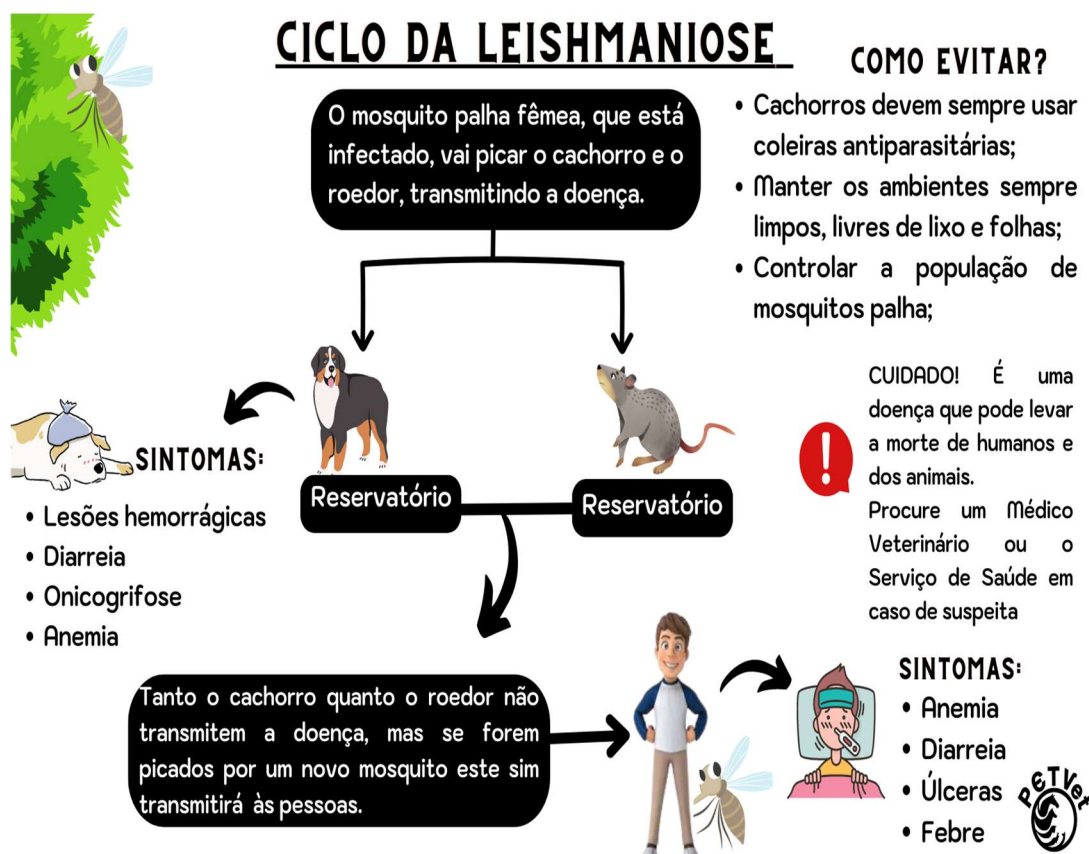 CICLO DA LEISHMANIOSE
O mosquito palha fêmea, que está
infectado, vai picar o cachorro e o
roedor, transmitindo a doença.
COMO EVITAR?
• Cachorros devem sempre usar
coleiras antiparasitárias;
• Manter os ambientes sempre
limpos, livres de lixo e folhas;
• Controlar a população de
mosquitos palha;
CUIDADO! É uma
doença que pode levar
a morte de humanos e
dos animais.
Procure um Médico
Veterinário ou o
Serviço de Saúde em
caso de suspeita
Reservatório
Reservatório
SINTOMAS:
• Lesões hemorrágicas
• Diarreia
• Onicogrifose
• Anemia
Tanto o cachorro quanto o roedor não
transmitem a doença, mas se forem
picados por um novo mosquito este sim
transmitirá às pessoas.
SINTOMAS:
• Anemia
• Diarreia
• Úlceras
• Febre
PETVet